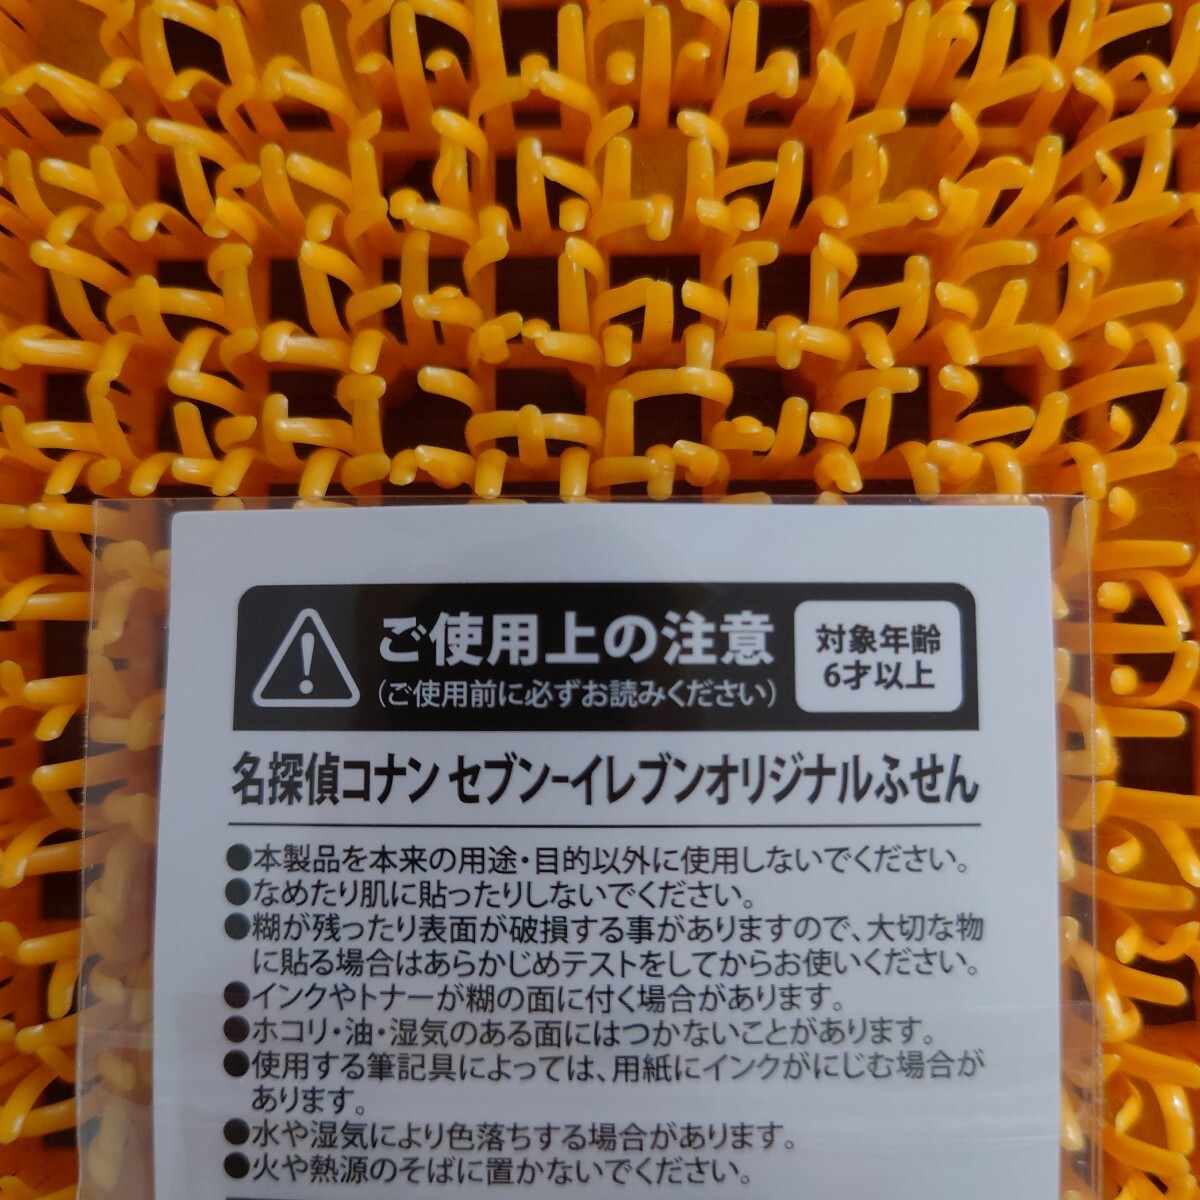 ご使用上の注意
(ご使用前に必ずお読みください)
対象年齢
6才以上
名探偵コナン セブン-イレブンオリジナルふせん
●本製品を本来の用途・目的以外に使用しないでください。
●なめたり肌に貼ったりしないでください。
●糊が残ったり表面が破損する事がありますので、大切な物
に貼る場合はあらかじめテストをしてからお使いください。
●インクやトナーが糊の面に付く場合があります。
●ホコリ・油・湿気のある面にはつかないことがあります。
●使用する筆記具によっては、用紙にインクがにじむ場合が
あります。
●水や湿気により色落ちする場合があります。
●火や熱源のそばに置かないでください。